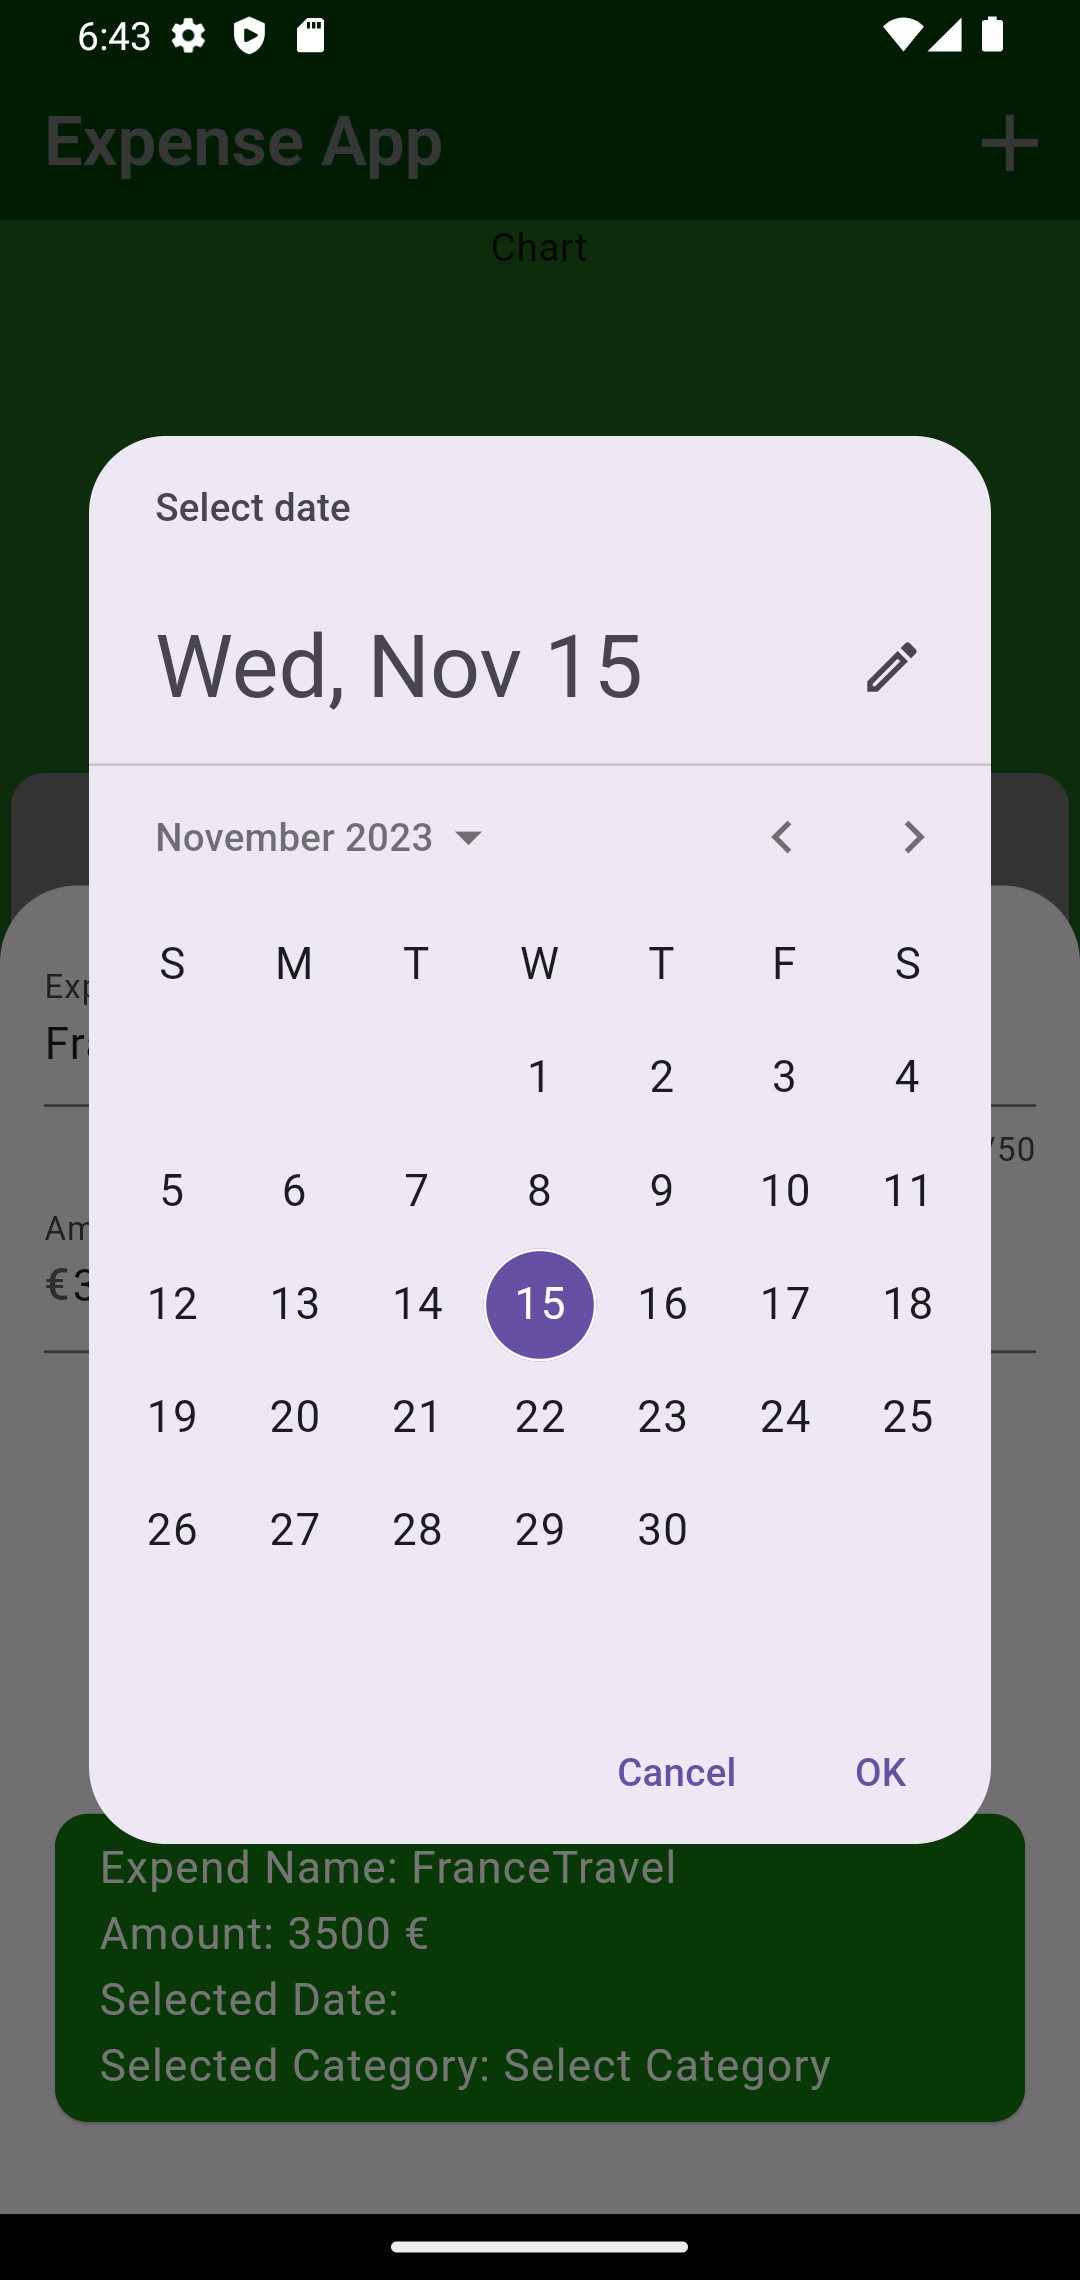 6:43
Expense App
Chart
Select date
Wed, Nov 15
November 2023
S M T W T F S
1 2 3 4
5 6 7 8 9 10 11
12 13 14 15 16 17 18
19 20 21 22 23 24 25
26 27 28 29 30
/50
€3
Cancel OK
Expend Name: FranceTravel
Amount: 3500 €
Selected Date:
Selected Category: Select Category